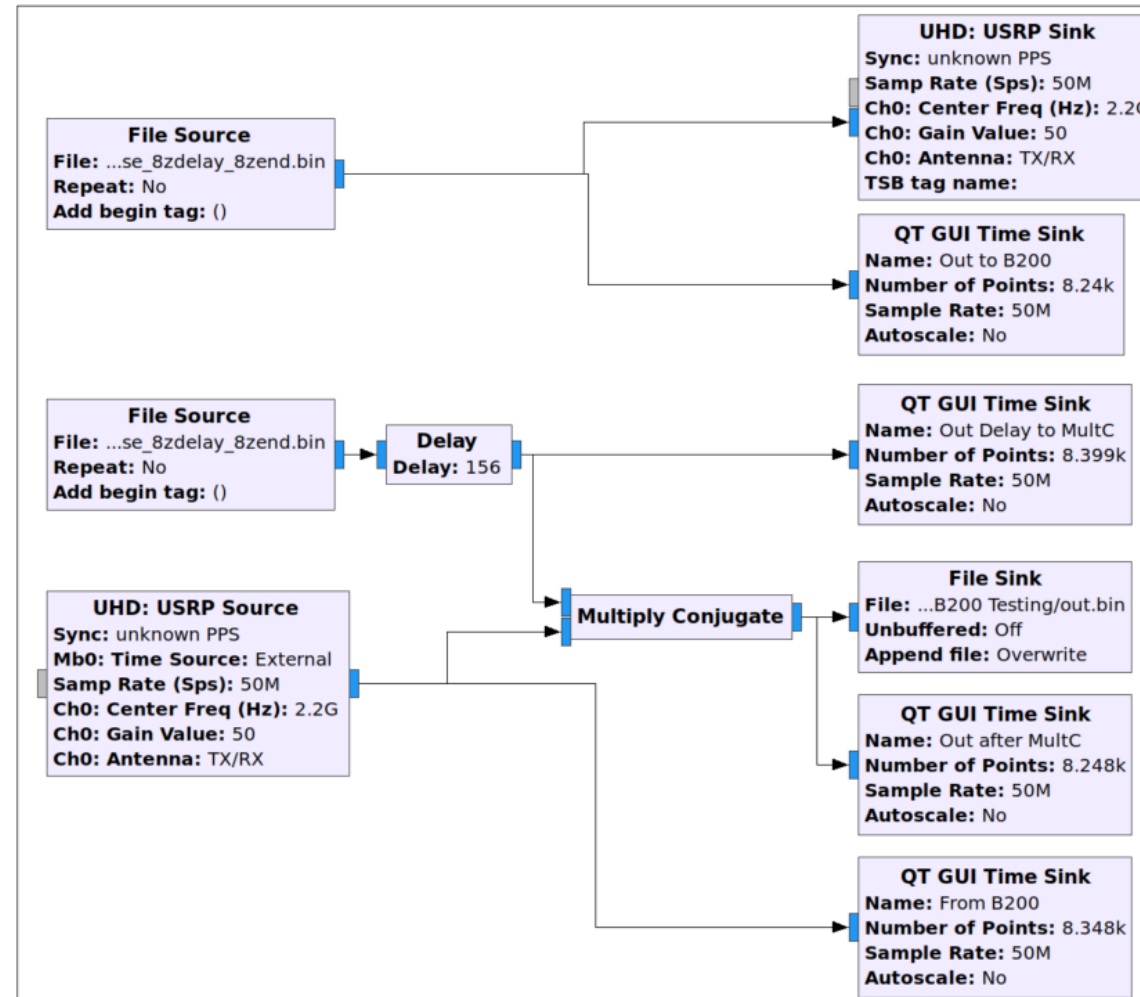 UHD: USRP Sink
Sync: unknown PPS
Samp Rate (Sps): 50M
Ch0: Center Freq (Hz): 2.2G
Ch0: Gain Value: 50
Ch0: Antenna: TX/RX
TSB tag name:
File Source
File: ...se_8zdelay_8zend.bin
Repeat: No
Add begin tag: ()
QT GUI Time Sink
Name: Out to B200
Number of Points: 8.24k
Sample Rate: 50M
Autoscale: No
File Source
File: ...se_8zdelay_8zend.bin
Repeat: No
Add begin tag: ()
Delay
Delay: 156
QT GUI Time Sink
Name: Out Delay to MultC
Number of Points: 8.399k
Sample Rate: 50M
Autoscale: No
UHD: USRP Source
Sync: unknown PPS
Mb0: Time Source: External
Samp Rate (Sps): 50M
Ch0: Center Freq (Hz): 2.2G
Ch0: Gain Value: 50
Ch0: Antenna: TX/RX
Multiply Conjugate
File Sink
File: ...B200 Testing/out.bin
Unbuffered: Off
Append file: Overwrite
QT GUI Time Sink
Name: Out after MultC
Number of Points: 8.248k
Sample Rate: 50M
Autoscale: No
QT GUI Time Sink
Name: From B200
Number of Points: 8.348k
Sample Rate: 50M
Autoscale: No